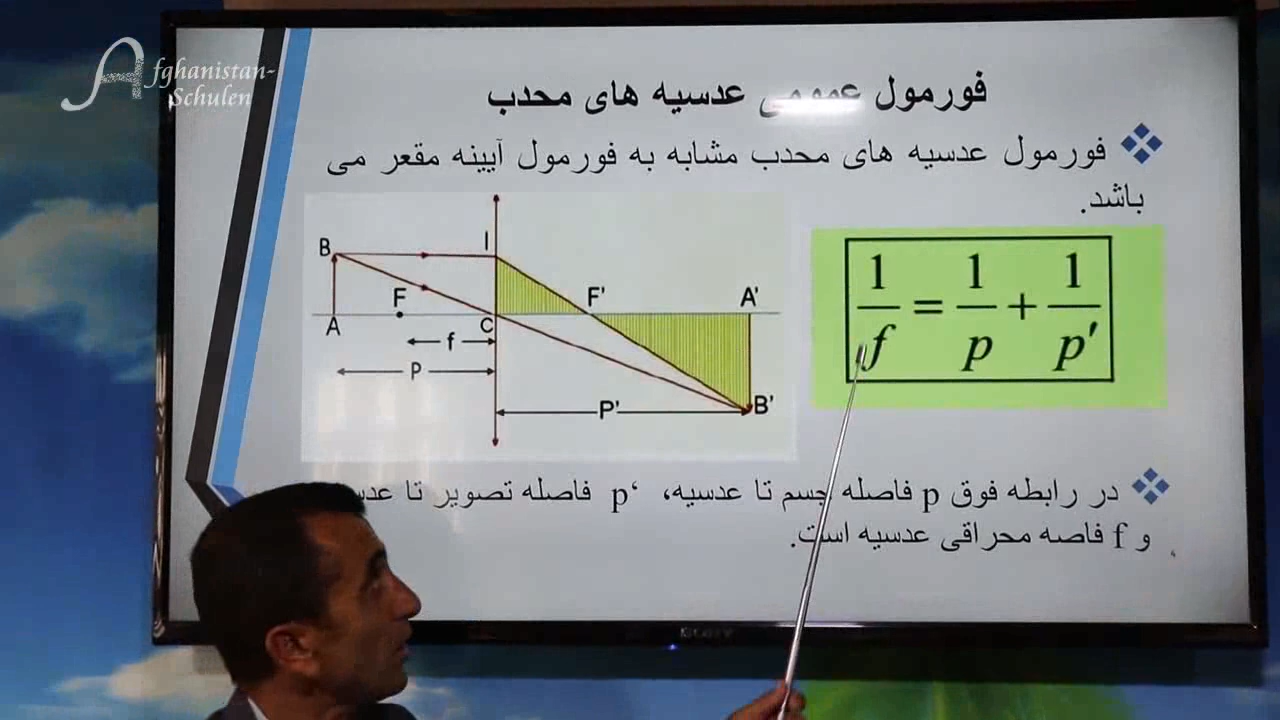 Afghanistan-
Schulen
فورمول عمومی عدسیه های محدب
فورمول عدسیه های محدب مشابه به فورمول آیینه مقعر می
باشد.
B
I
F
F'
A'
A
C
f
P
P'
B'
1/f = 1/p + 1/p'
در رابطه فوق p فاصله جسم تا عدسیه، p‘ فاصله تصویر تا
و f فاصه محراقی عدسیه است.